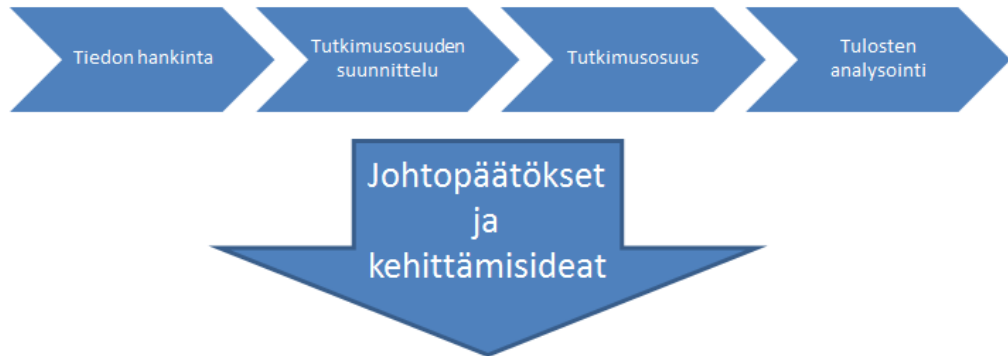 Tiedon hankinta
Tutkimusosuuden
suunnittelu
Tutkimusosuus
Tulosten
analysointi
Johtopäätökset
ja
kehittämisideat